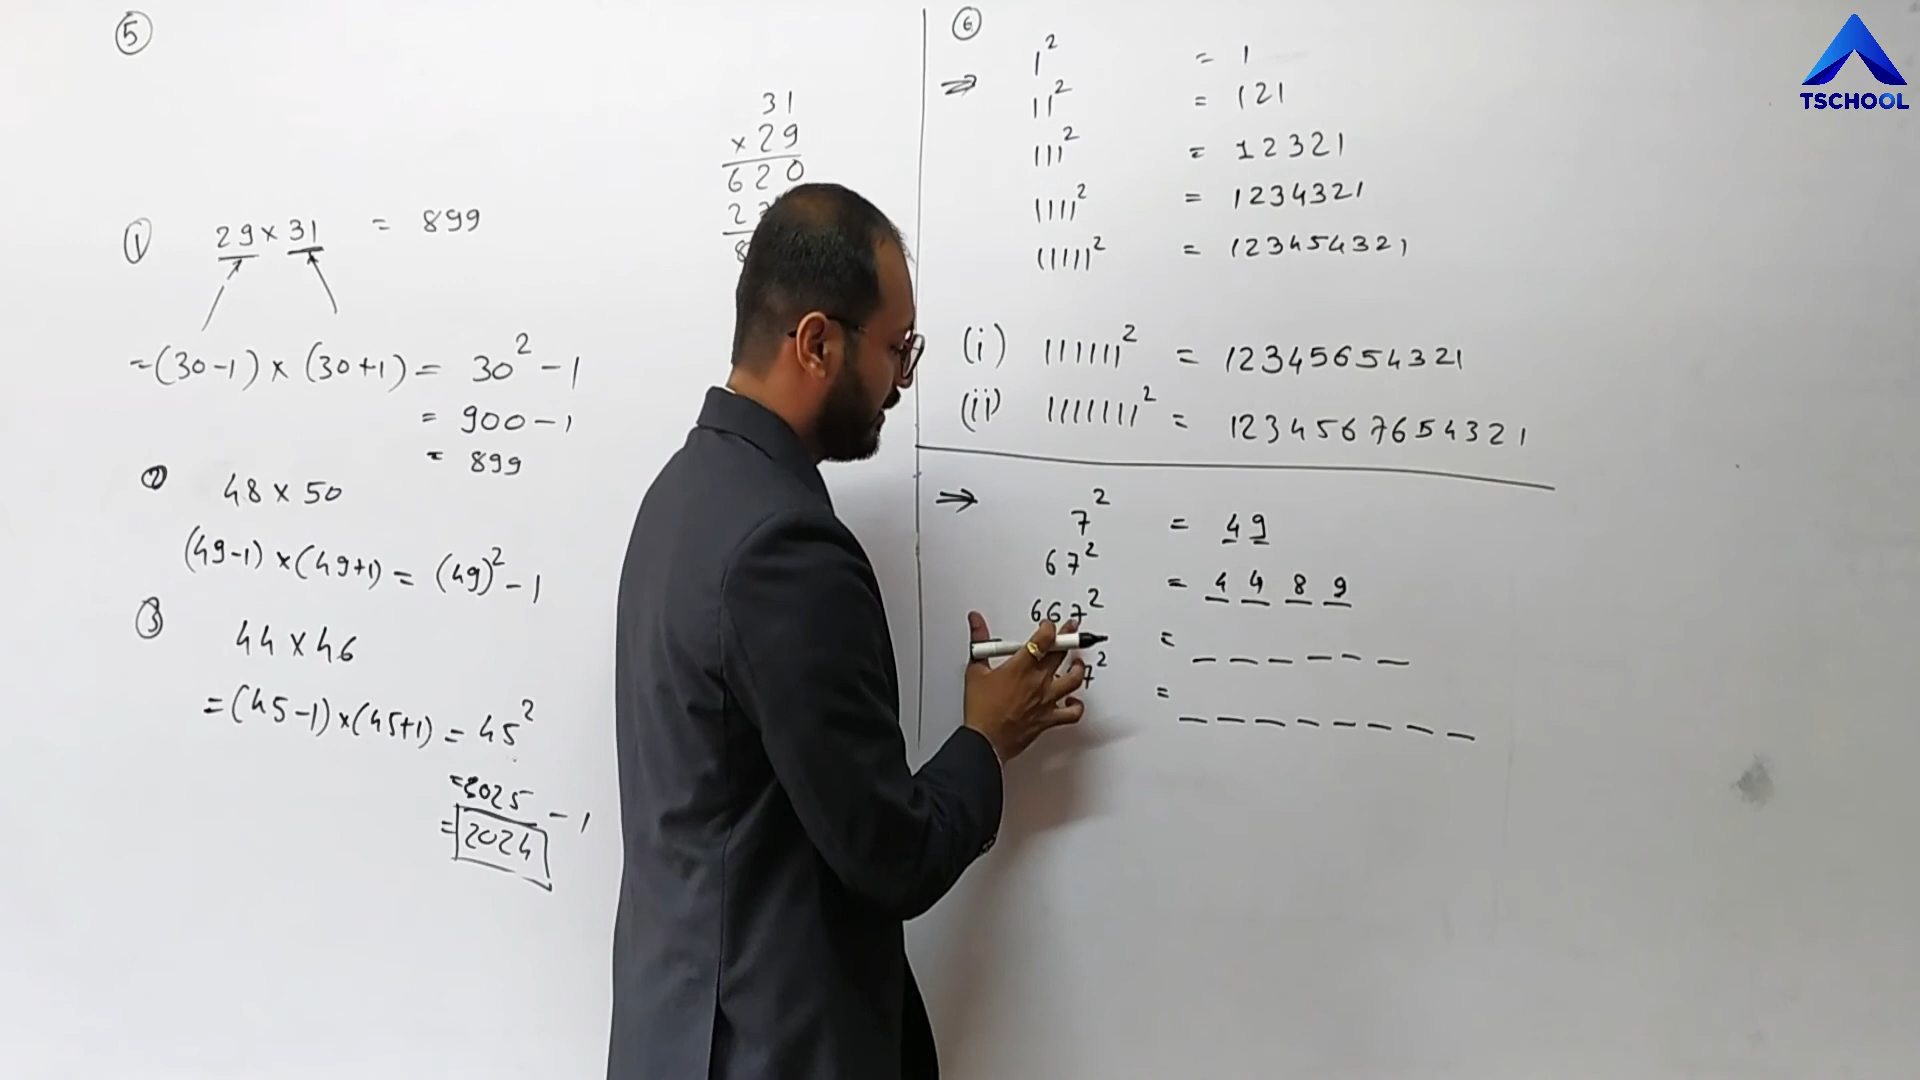 5
31
× 29
620
2
8
① 29 × 31 = 899
= (30-1) × (30+1) = 30² - 1
= 900 - 1
= 899
② 48 × 50
(49-1) × (49+1) = (49)² - 1
③ 44 × 46
= (45-1) × (45+1) = 45²
=2025 - 1
= 2024
⑥
1² = 1
⇒ 11² = 121
111² = 12321
1111² = 1234321
11111² = 123454321
(i) 111111² = 12345654321
(ii) 1111111² = 1234567654321
⇒ 7² = 49
67² = 4489
667² = _ _ _ _ _ _
7² = _ _ _ _ _ _ _ _
TSCHOOL